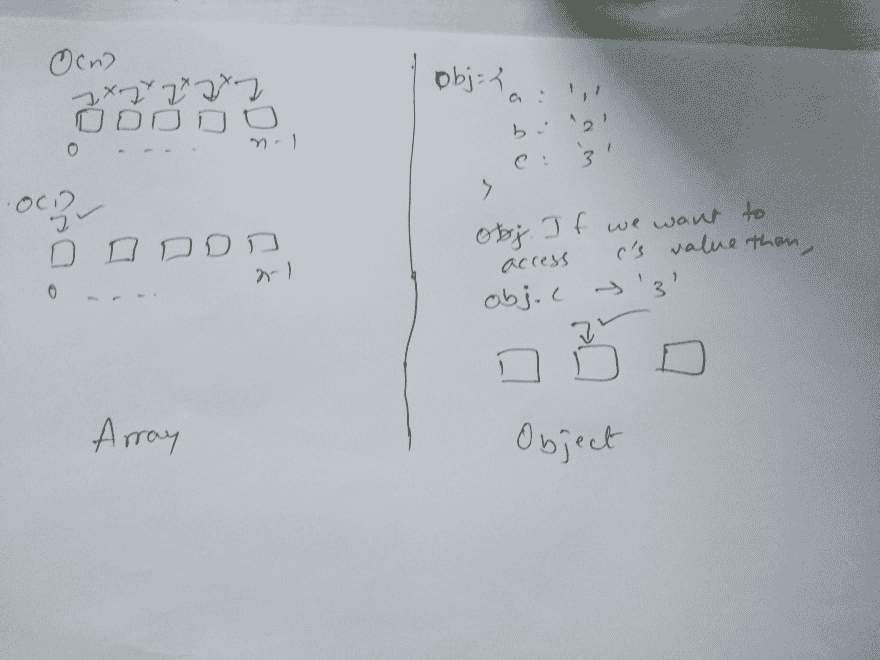 O(n)
0 - - - - n-1
O(1)
0 - - - - n-1
Array
Obj = {
a : '1'
b : '2'
c : '3'
}
obj. If we want to
access c's value then,
obj.c → '3'
Object